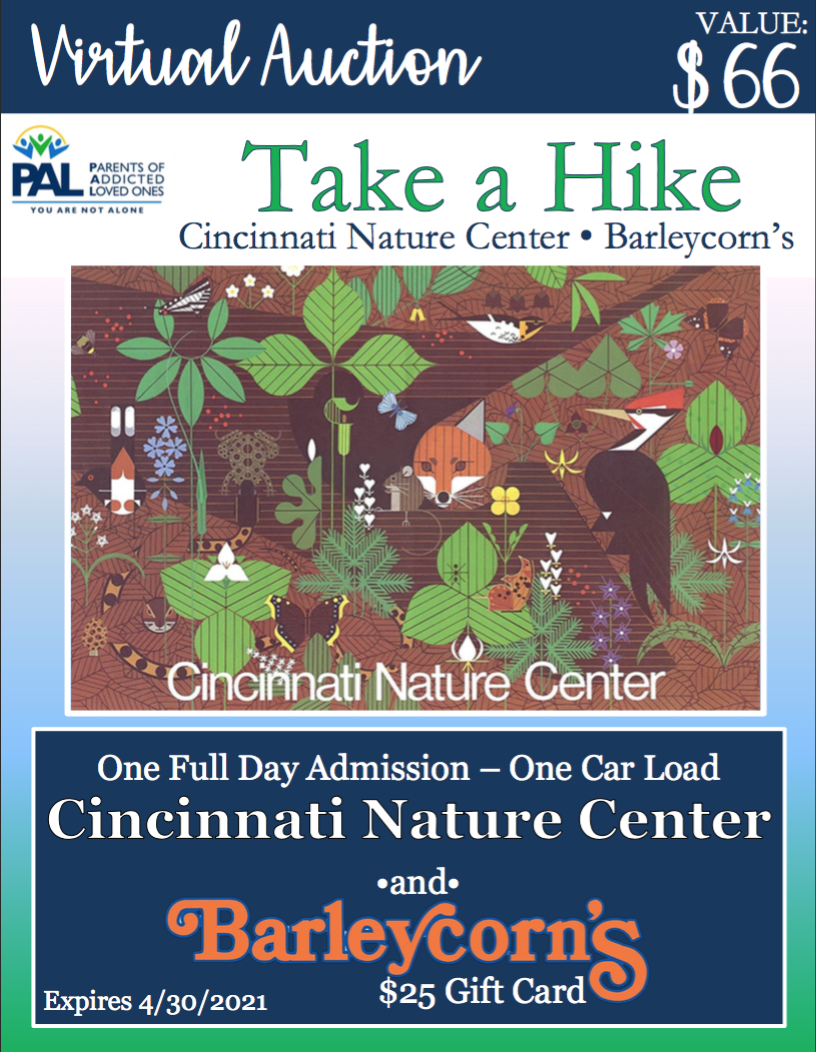 Virtual Auction
VALUE:
$66
PAL
PARENTS OF
ADDICTED
LOVED ONES
YOU ARE NOT ALONE
Take a Hike
Cincinnati Nature Center • Barleycorn's
Cincinnati Nature Center
One Full Day Admission – One Car Load
Cincinnati Nature Center
•and•
Barleycorn's
$25 Gift Card
Expires 4/30/2021